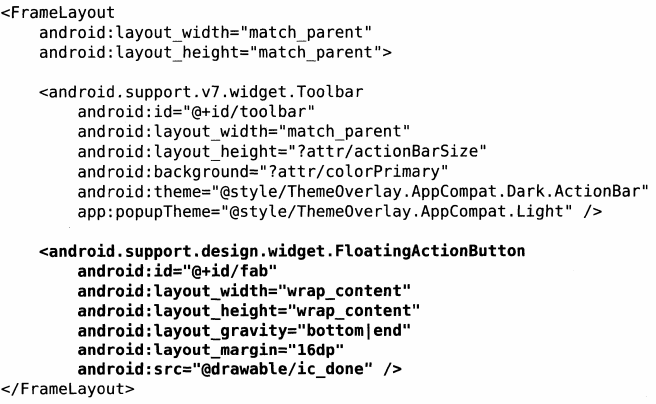 <FrameLayout
    android:layout_width="match_parent"
    android:layout_height="match_parent">

    <android.support.v7.widget.Toolbar
        android:id="@+id/toolbar"
        android:layout_width="match_parent"
        android:layout_height="?attr/actionBarSize"
        android:background="?attr/colorPrimary"
        android:theme="@style/ThemeOverlay.AppCompat.Dark.ActionBar"
        app:popupTheme="@style/ThemeOverlay.AppCompat.Light" />

    <android.support.design.widget.FloatingActionButton
        android:id="@+id/fab"
        android:layout_width="wrap_content"
        android:layout_height="wrap_content"
        android:layout_gravity="bottom|end"
        android:layout_margin="16dp"
        android:src="@drawable/ic_done" />
</FrameLayout>